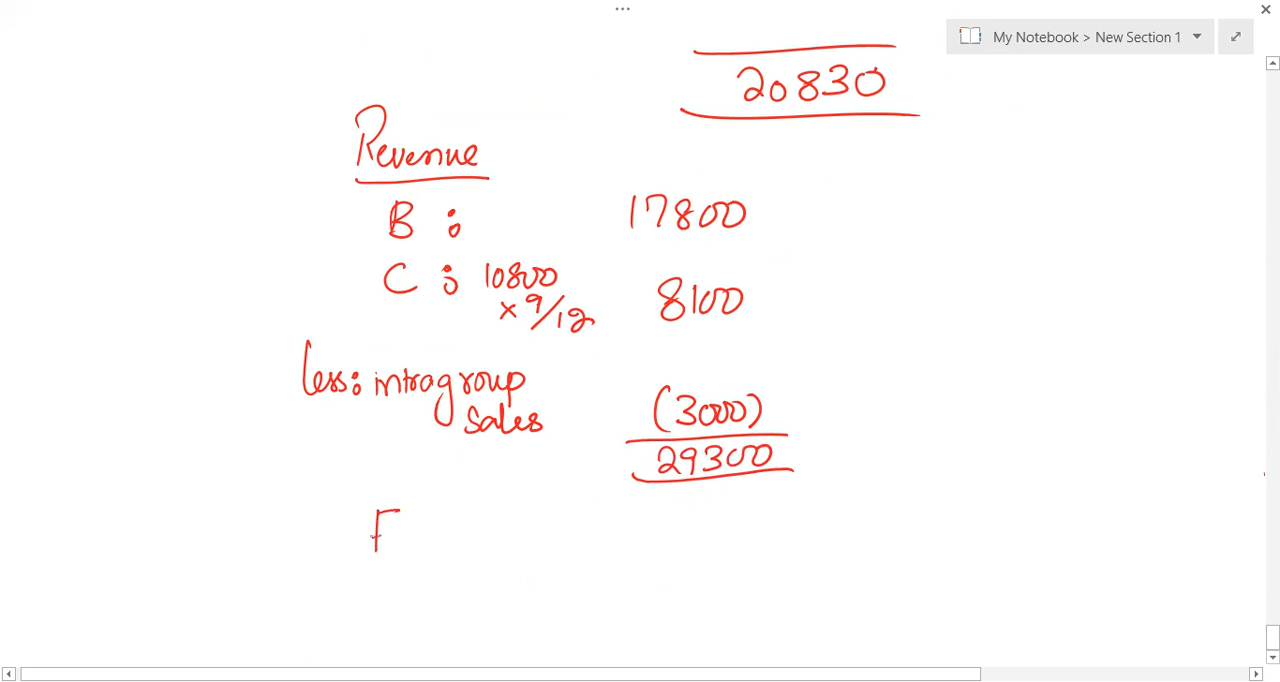 My Notebook > New Section 1
20830
Revenue
B : 17800
C : 10800 8100
x 9/12
less: intragroup
sales (3000)
29300
F